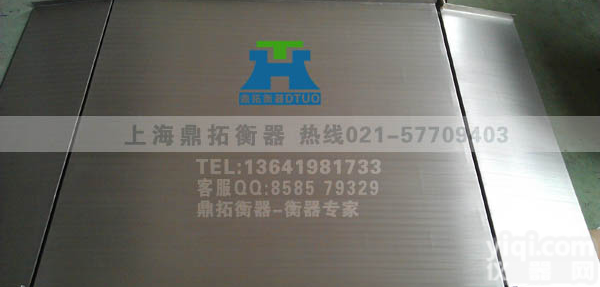 鼎拓衡器DTUO
上海鼎拓衡器 热线021-57709403
TEL:13641981733
客服QQ:8585 79329
鼎拓衡器-衡器专家
yiqi.com
仪器网